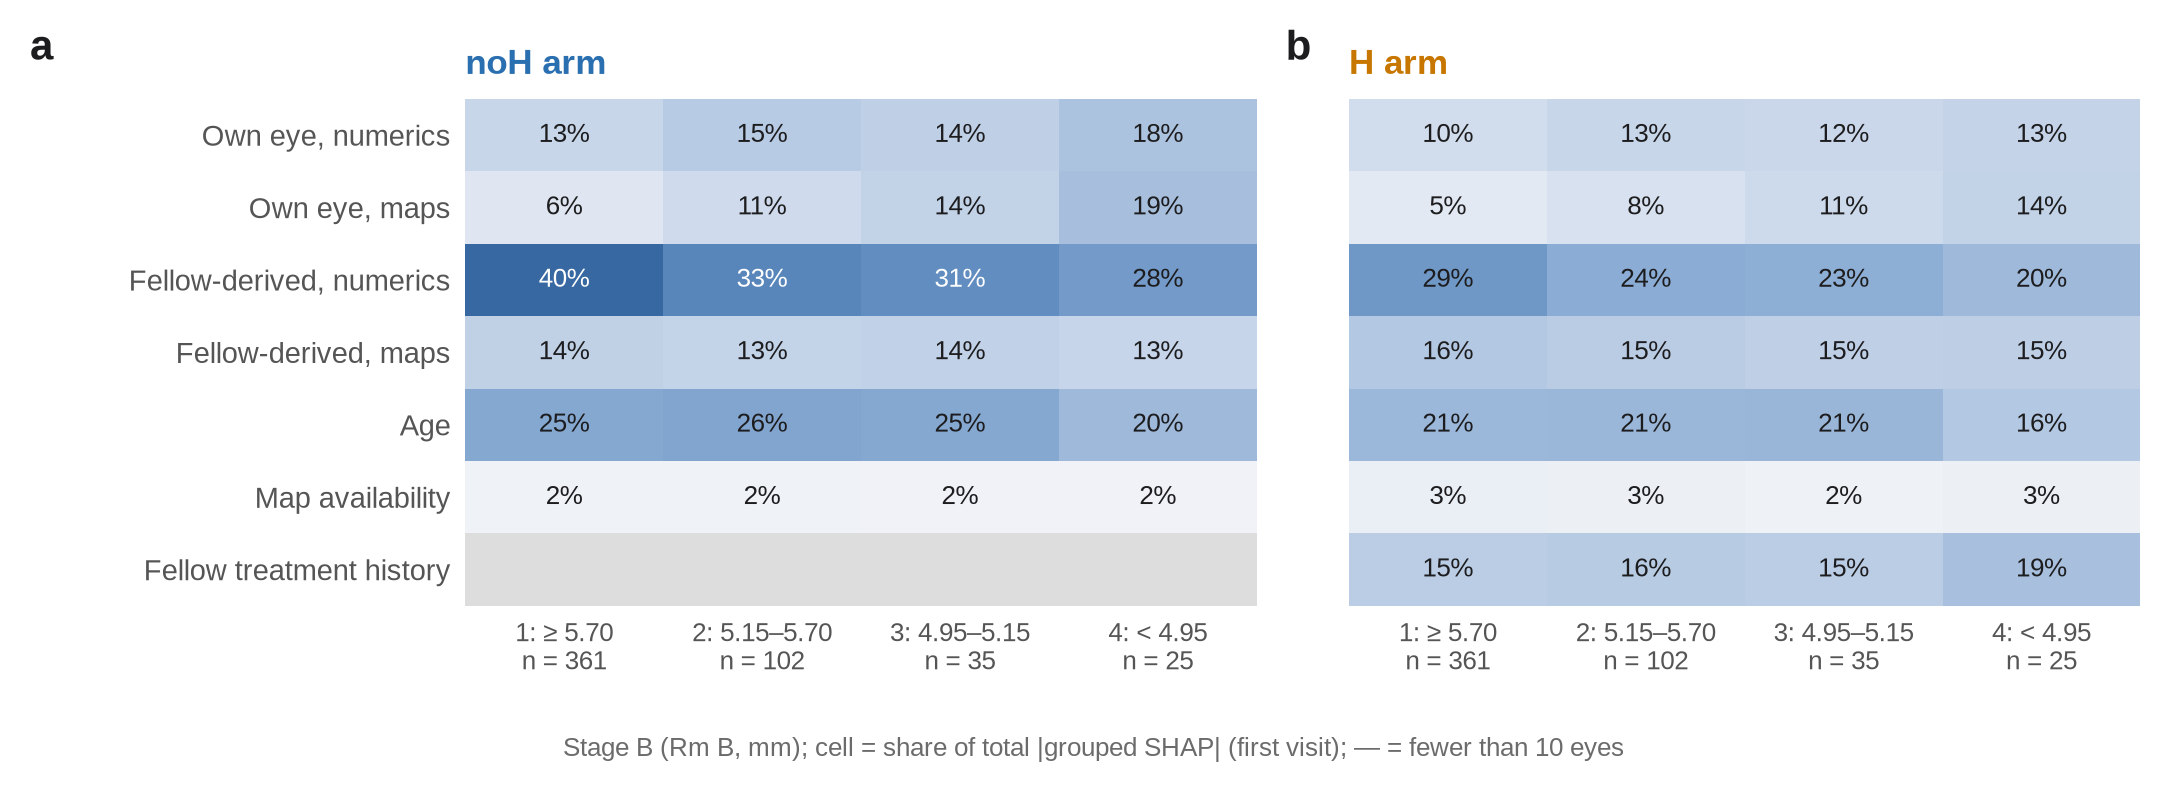 a
noH arm
b
H arm
Own eye, numerics 13% 15% 14% 18% 10% 13% 12% 13%
Own eye, maps 6% 11% 14% 19% 5% 8% 11% 14%
Fellow-derived, numerics 40% 33% 31% 28% 29% 24% 23% 20%
Fellow-derived, maps 14% 13% 14% 13% 16% 15% 15% 15%
Age 25% 26% 25% 20% 21% 21% 21% 16%
Map availability 2% 2% 2% 2% 3% 3% 2% 3%
Fellow treatment history 15% 16% 15% 19%
1: ≥ 5.70 2: 5.15–5.70 3: 4.95–5.15 4: < 4.95 1: ≥ 5.70 2: 5.15–5.70 3: 4.95–5.15 4: < 4.95
n = 361 n = 102 n = 35 n = 25 n = 361 n = 102 n = 35 n = 25
Stage B (Rm B, mm); cell = share of total |grouped SHAP| (first visit); — = fewer than 10 eyes